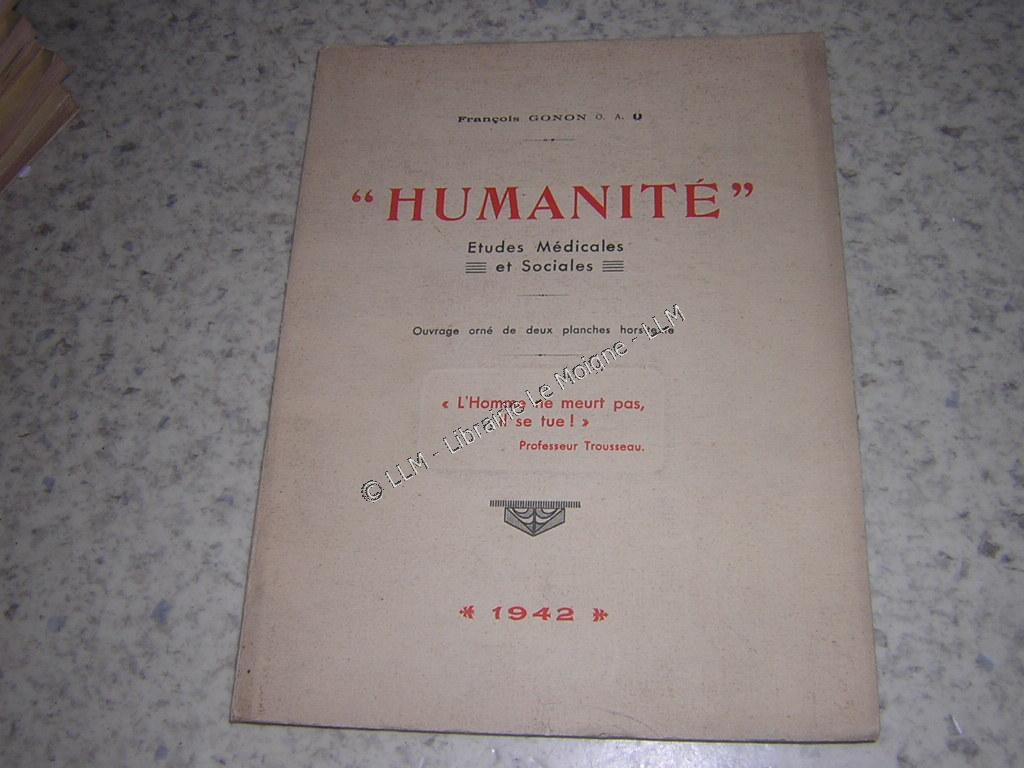 François GONON O. A.
“HUMANITÉ”
Etudes Médicales
et Sociales
Ouvrage orné de deux planches hors-texte
« L'Homme ne meurt pas,
il se tue ! »
Professeur Trousseau.
1942
© LLM - Librairie Le Moigne - LLM